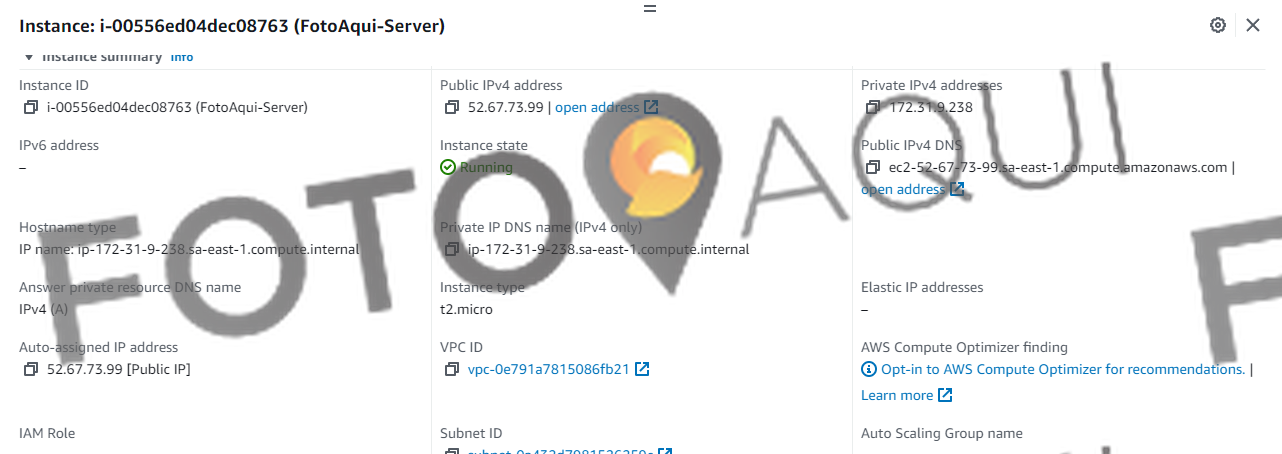 Instance: i-00556ed04dec08763 (FotoAqui-Server)
Instance summary Info
Instance ID
i-00556ed04dec08763 (FotoAqui-Server)
Public IPv4 address
52.67.73.99 | open address
Private IPv4 addresses
172.31.9.238
IPv6 address
–
Instance state
Running
Public IPv4 DNS
ec2-52-67-73-99.sa-east-1.compute.amazonaws.com |
open address
Hostname type
IP name: ip-172-31-9-238.sa-east-1.compute.internal
Private IP DNS name (IPv4 only)
ip-172-31-9-238.sa-east-1.compute.internal
Answer private resource DNS name
IPv4 (A)
Instance type
t2.micro
Elastic IP addresses
–
Auto-assigned IP address
52.67.73.99 [Public IP]
VPC ID
vpc-0e791a7815086fb21
AWS Compute Optimizer finding
Opt-in to AWS Compute Optimizer for recommendations. |
Learn more
IAM Role
Subnet ID
Auto Scaling Group name
FOTO AQUI
F